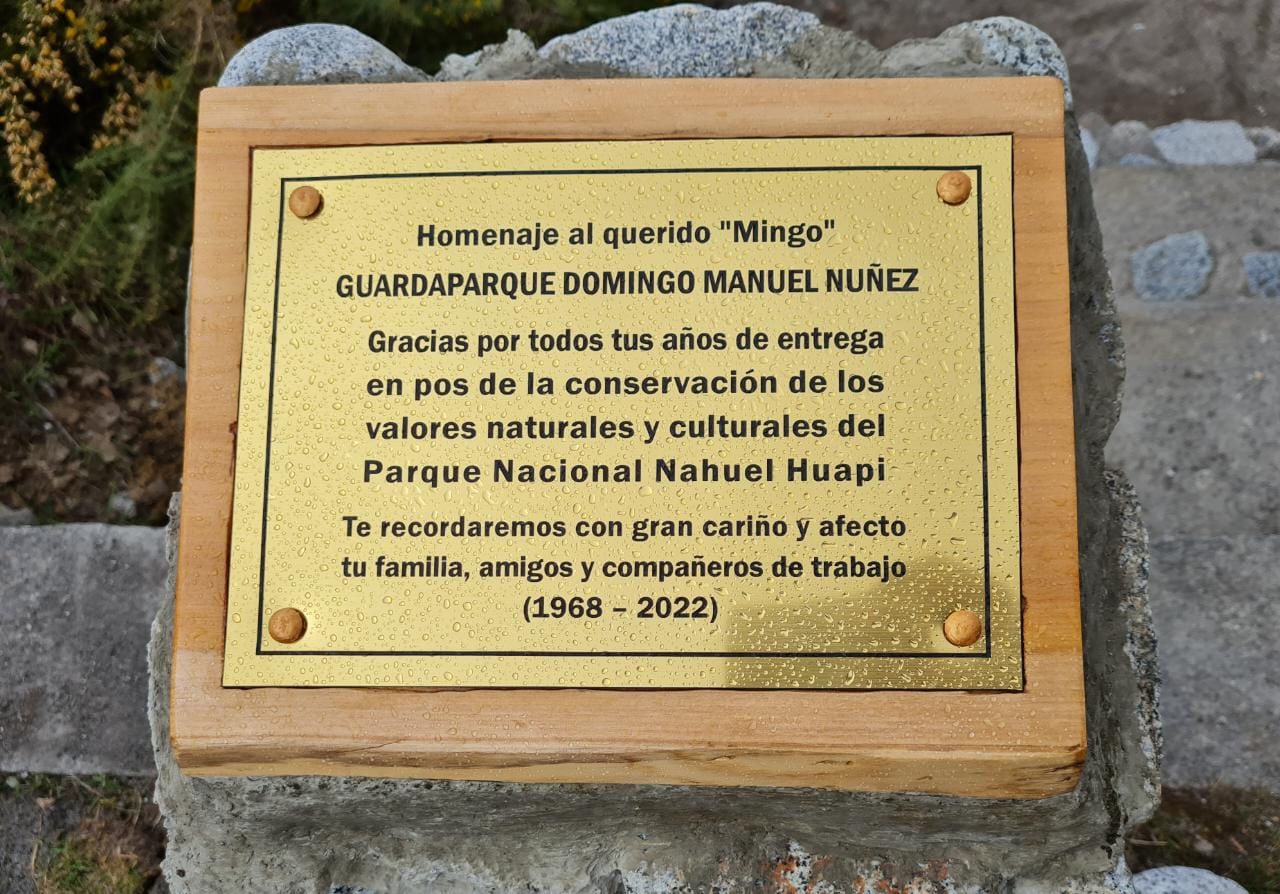 Homenaje al querido "Mingo"
GUARDAPARQUE DOMINGO MANUEL NUÑEZ
Gracias por todos tus años de entrega
en pos de la conservación de los
valores naturales y culturales del
Parque Nacional Nahuel Huapi
Te recordaremos con gran cariño y afecto
tu familia, amigos y compañeros de trabajo
(1968 – 2022)